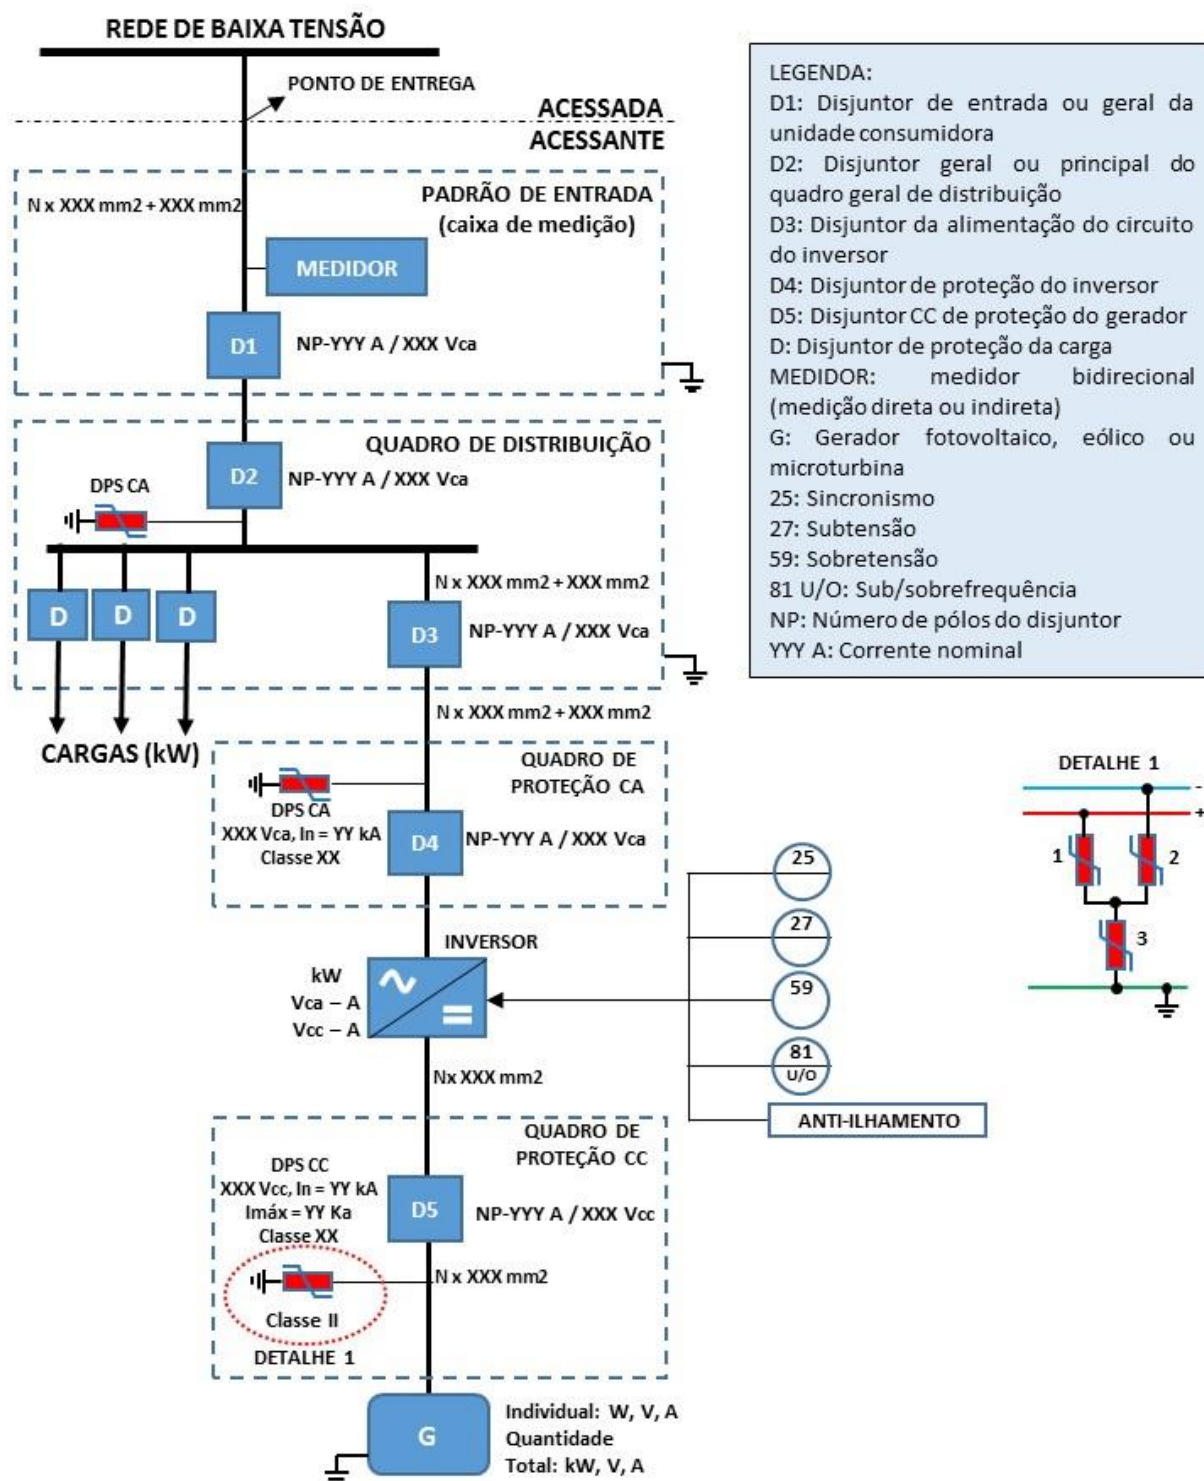 REDE DE BAIXA TENSÃO
PONTO DE ENTREGA
ACESSADA
ACESSANTE
PADRÃO DE ENTRADA
(caixa de medição)
N x XXX mm2 + XXX mm2
MEDIDOR
D1
NP-YYY A / XXX Vca
QUADRO DE DISTRIBUIÇÃO
D2
NP-YYY A / XXX Vca
DPS CA
N x XXX mm2 + XXX mm2
D
D
D
D3
NP-YYY A / XXX Vca
N x XXX mm2 + XXX mm2
CARGAS (kW)
QUADRO DE
PROTEÇÃO CA
DPS CA
XXX Vca, In = YY kA
Classe XX
D4
NP-YYY A / XXX Vca
INVERSOR
kW
Vca – A
Vcc – A
25
27
59
81
U/O
ANTI-ILHAMENTO
Nx XXX mm2
QUADRO DE
PROTEÇÃO CC
DPS CC
XXX Vcc, In = YY kA
Imáx = YY Ka
Classe XX
D5
NP-YYY A / XXX Vcc
N x XXX mm2
Classe II
DETALHE 1
G
Individual: W, V, A
Quantidade
Total: kW, V, A
LEGENDA:
D1: Disjuntor de entrada ou geral da
unidade consumidora
D2: Disjuntor geral ou principal do
quadro geral de distribuição
D3: Disjuntor da alimentação do circuito
do inversor
D4: Disjuntor de proteção do inversor
D5: Disjuntor CC de proteção do gerador
D: Disjuntor de proteção da carga
MEDIDOR: medidor bidirecional
(medição direta ou indireta)
G: Gerador fotovoltaico, eólico ou
microturbina
25: Sincronismo
27: Subtensão
59: Sobretensão
81 U/O: Sub/sobrefrequência
NP: Número de pólos do disjuntor
YYY A: Corrente nominal
DETALHE 1
-
+
1
2
3